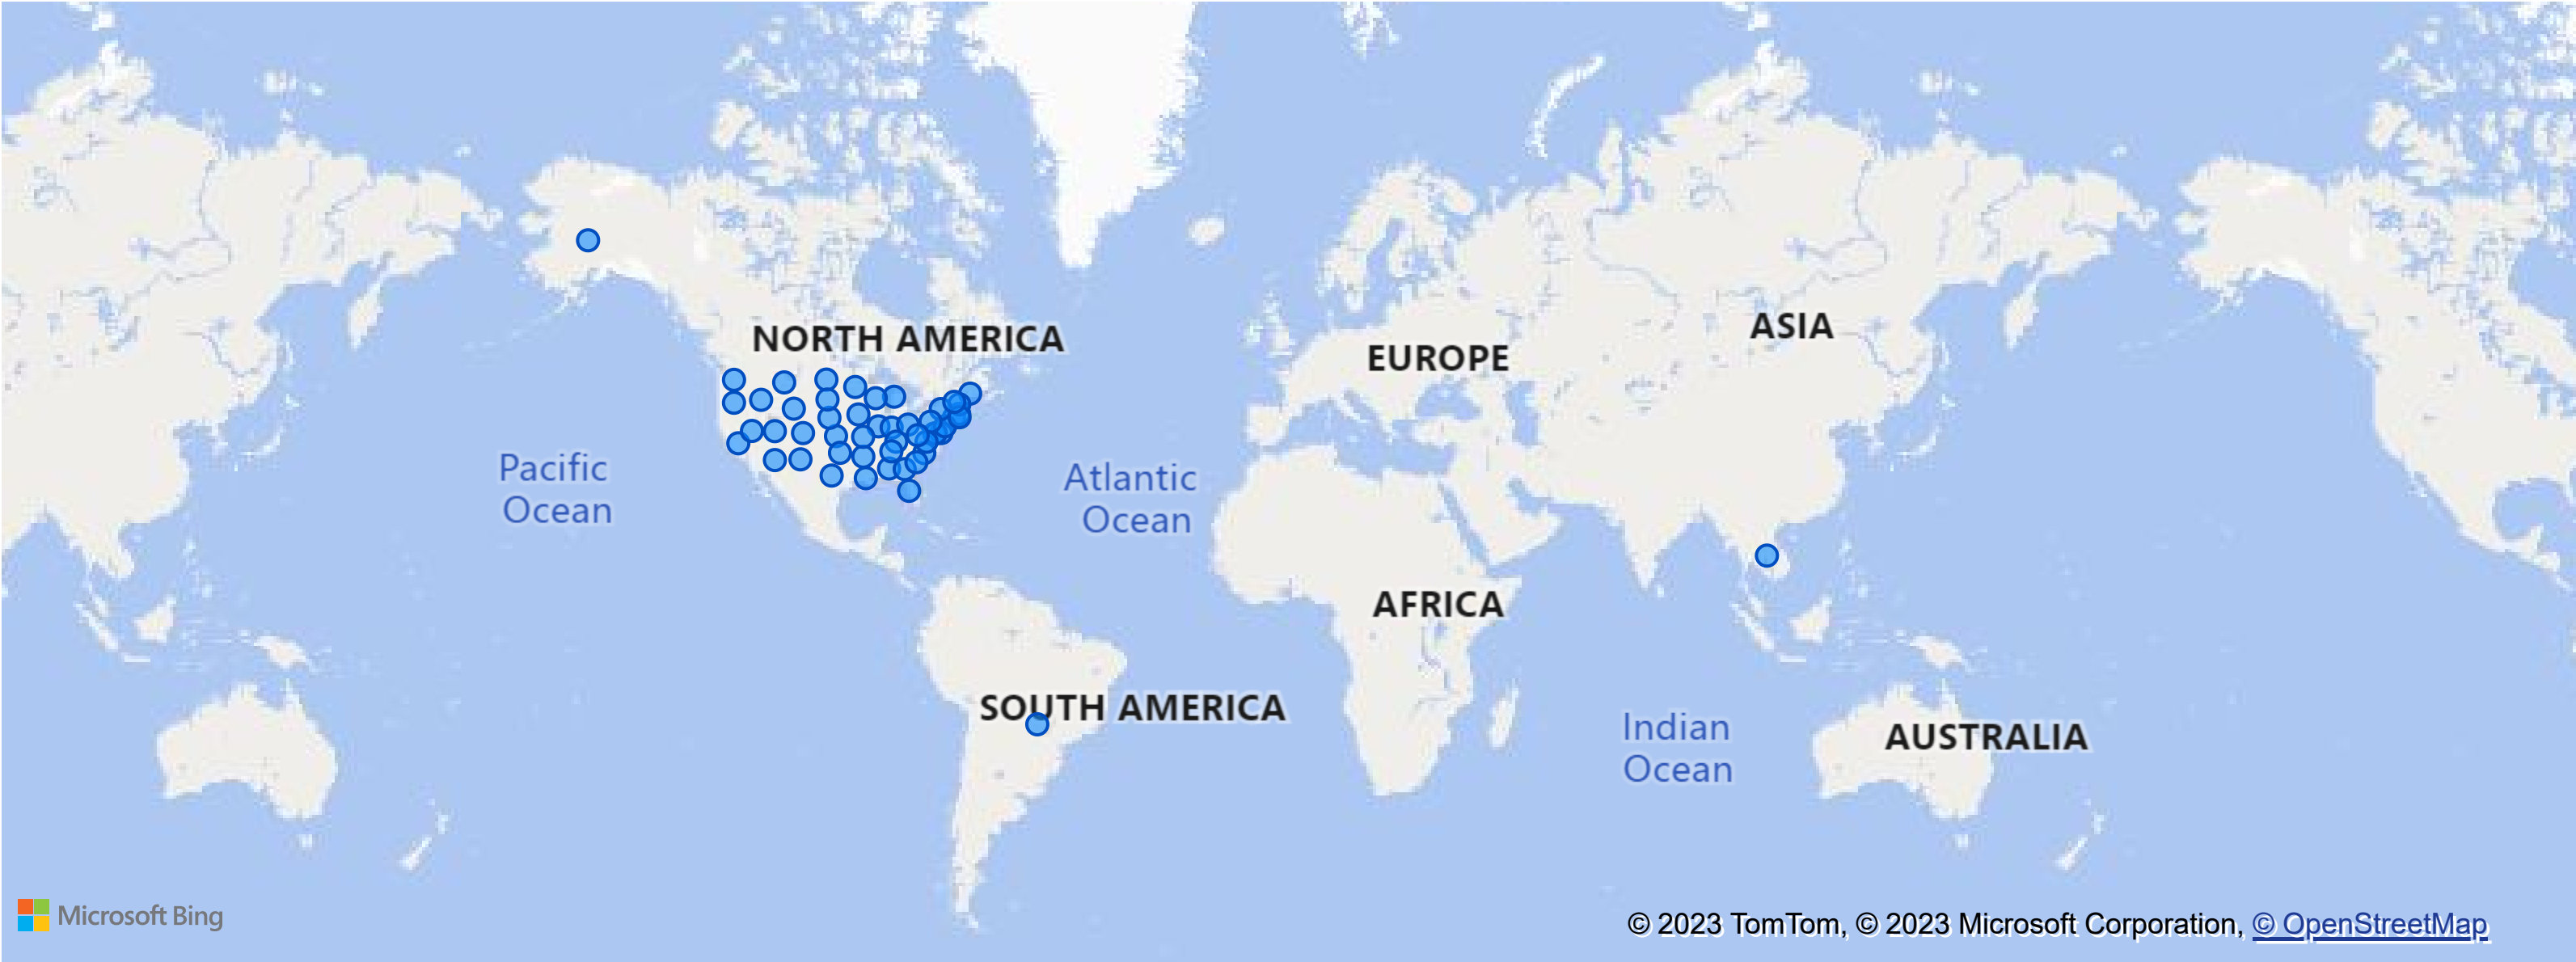 NORTH AMERICA
ASIA
EUROPE
Pacific
Ocean
Atlantic
Ocean
AFRICA
SOUTH AMERICA
Indian
Ocean
AUSTRALIA
Microsoft Bing
© 2023 TomTom, © 2023 Microsoft Corporation, © OpenStreetMap